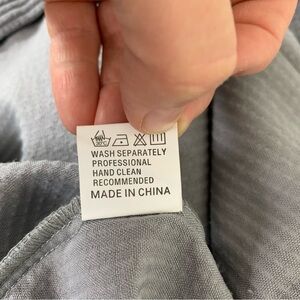 WASH SEPARATELY
PROFESSIONAL
HAND CLEAN
RECOMMENDED
MADE IN CHINA